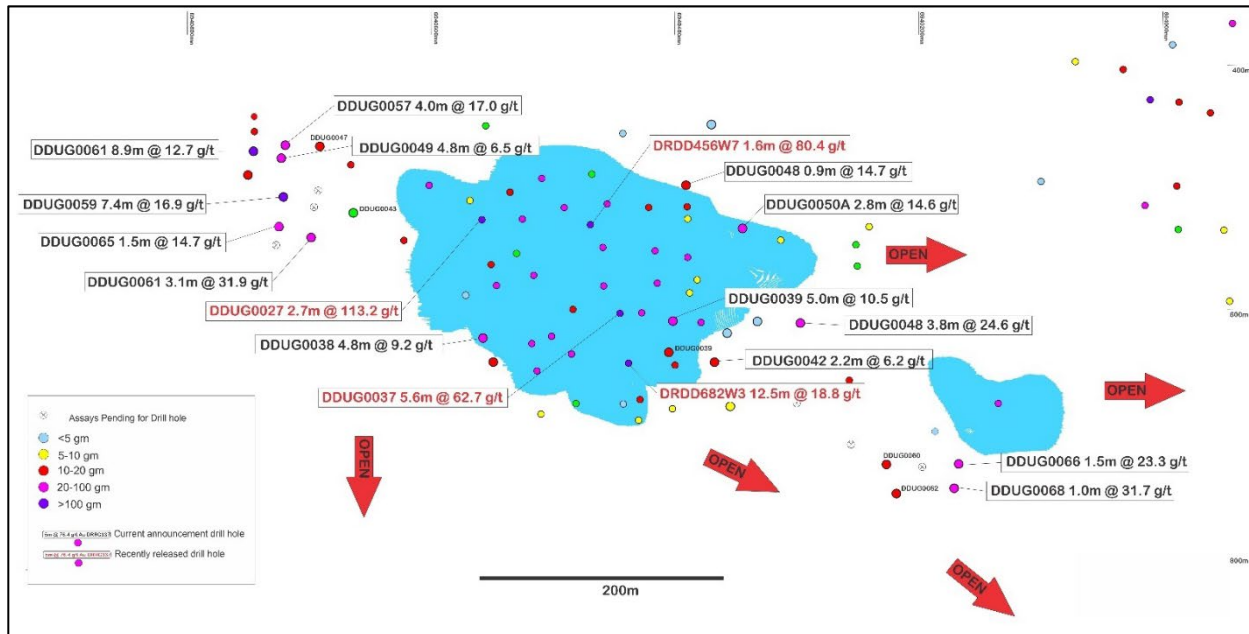 400m
DDUG0057 4.0m @ 17.0 g/t
DDUG0047
DDUG0061 8.9m @ 12.7 g/t
DDUG0049 4.8m @ 6.5 g/t
DRDD456W7 1.6m @ 80.4 g/t
DDUG0048 0.9m @ 14.7 g/t
DDUG0059 7.4m @ 16.9 g/t
DDUG0043
DDUG0050A 2.8m @ 14.6 g/t
DDUG0065 1.5m @ 14.7 g/t
OPEN
DDUG0061 3.1m @ 31.9 g/t
DDUG0027 2.7m @ 113.2 g/t
DDUG0039 5.0m @ 10.5 g/t
DDUG0048 3.8m @ 24.6 g/t
DDUG0038 4.8m @ 9.2 g/t
DDUG0039
DDUG0042 2.2m @ 6.2 g/t
DDUG0037 5.6m @ 62.7 g/t
DRDD682W3 12.5m @ 18.8 g/t
OPEN
Assays Pending for Drill hole
<5 gm
5-10 gm
10-20 gm
20-100 gm
>100 gm
OPEN
OPEN
DDUG0060
DDUG0066 1.5m @ 23.3 g/t
DDUG0068 1.0m @ 31.7 g/t
Current announcement drill hole
Recently released drill hole
200m
OPEN